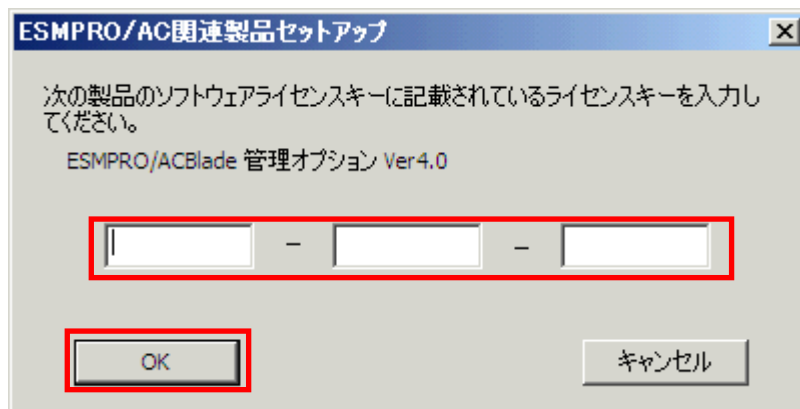 ESMPRO/AC関連製品セットアップ
次の製品のソフトウェアライセンスキーに記載されているライセンスキーを入力し
てください。
ESMPRO/ACBlade 管理オプション Ver4.0
－ －
OK キャンセル